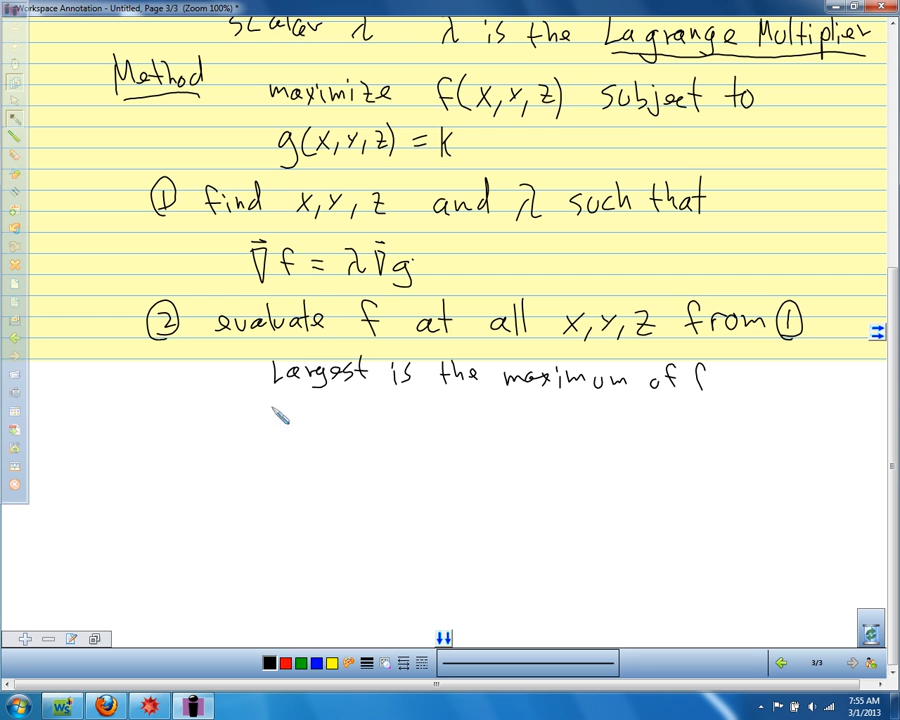 Workspace Annotation - Untitled, Page 3/3 (Zoom 100%) *
scalar λ λ is the Lagrange Multiplier
Method
maximize f(x,y,z) subject to
g(x,y,z) = k
① find x,y,z and λ such that
∇⃗f = λ∇⃗g
② evaluate f at all x,y,z from ①
Largest is the maximum of f
3/3
7:55 AM
3/1/2013